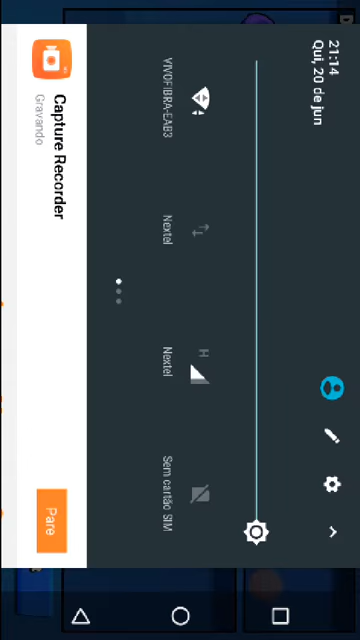 21:14
Qui, 20 de jun
VIVOFIBRA-EAB3
Nextel
H
Nextel
Sem cartão SIM
Capture Recorder
Gravando
Pare